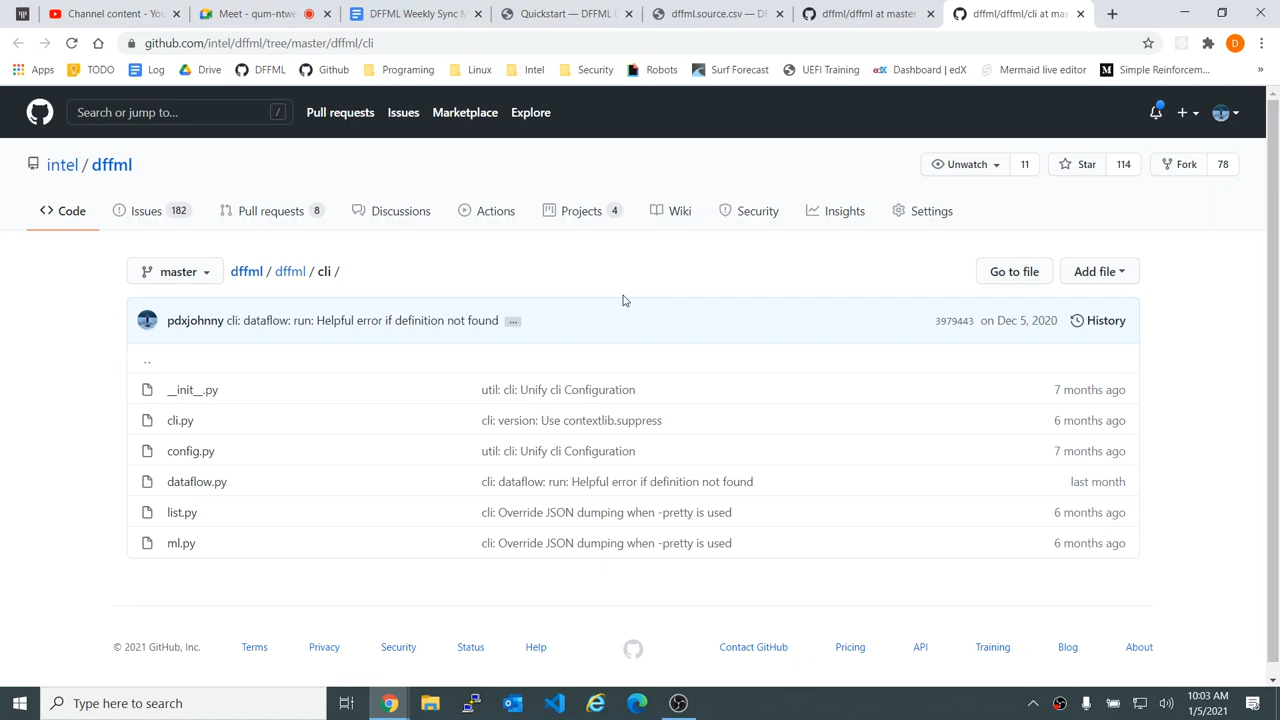 Channel content - You
Meet - qum-ntwe
DFFML Weekly Sync M
Quickstart — DFFML
dffml.source.csv — D
dffml/dffml at master
dffml/dffml/cli at mas
github.com/intel/dffml/tree/master/dffml/cli
D
Apps
TODO
Log
Drive
DFFML
Github
Programing
Linux
Intel
Security
Robots
Surf Forecast
UEFI Training
Dashboard | edX
Mermaid live editor
Simple Reinforcem...
»
Search or jump to...
/
Pull requests
Issues
Marketplace
Explore
intel / dffml
Unwatch
11
Star
114
Fork
78
Code
Issues 182
Pull requests 8
Discussions
Actions
Projects 4
Wiki
Security
Insights
Settings
master
dffml / dffml / cli /
Go to file
Add file
pdxjohnny cli: dataflow: run: Helpful error if definition not found ...
3979443 on Dec 5, 2020
History
..
__init__.py
util: cli: Unify cli Configuration
7 months ago
cli.py
cli: version: Use contextlib.suppress
6 months ago
config.py
util: cli: Unify cli Configuration
7 months ago
dataflow.py
cli: dataflow: run: Helpful error if definition not found
last month
list.py
cli: Override JSON dumping when -pretty is used
6 months ago
ml.py
cli: Override JSON dumping when -pretty is used
6 months ago
© 2021 GitHub, Inc.
Terms
Privacy
Security
Status
Help
Contact GitHub
Pricing
API
Training
Blog
About
Type here to search
10:03 AM
1/5/2021